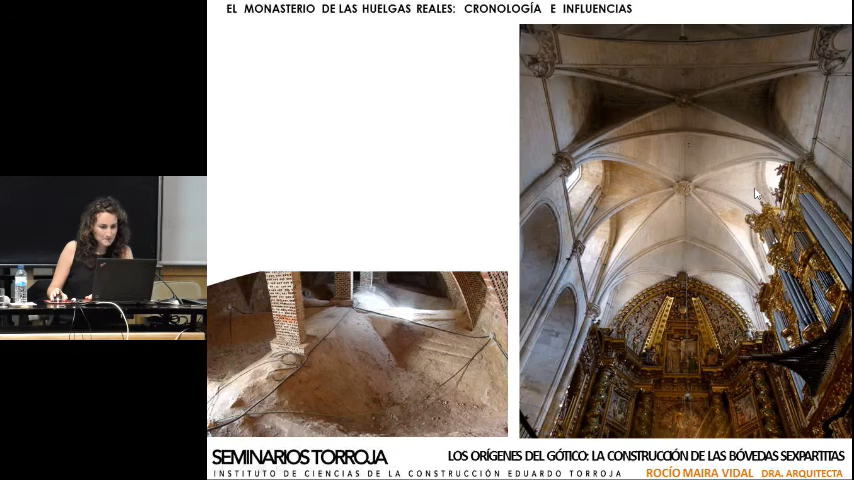 EL MONASTERIO DE LAS HUELGAS REALES: CRONOLOGÍA E INFLUENCIAS
SEMINARIOS TORROJA
LOS ORÍGENES DEL GÓTICO: LA CONSTRUCCIÓN DE LAS BÓVEDAS SEXPARTITAS
INSTITUTO DE CIENCIAS DE LA CONSTRUCCIÓN EDUARDO TORROJA
ROCÍO MAIRA VIDAL DRA. ARQUITECTA